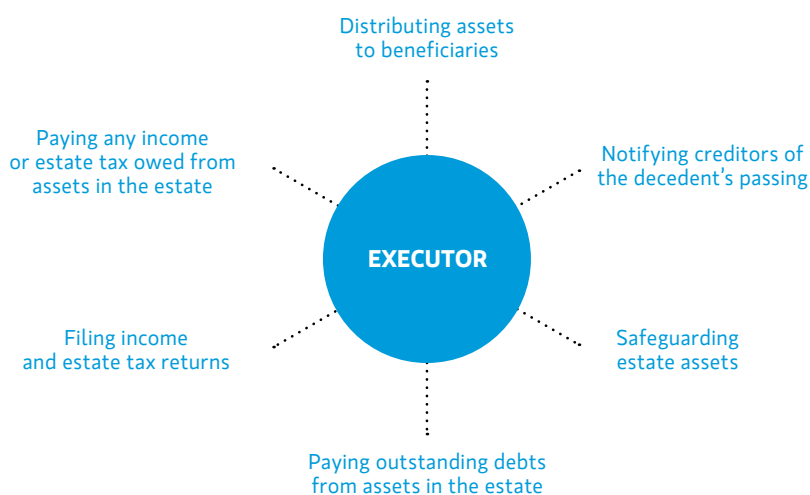 Distributing assets
to beneficiaries
Paying any income
or estate tax owed from
assets in the estate
Notifying creditors of
the decedent’s passing
EXECUTOR
Filing income
and estate tax returns
Safeguarding
estate assets
Paying outstanding debts
from assets in the estate